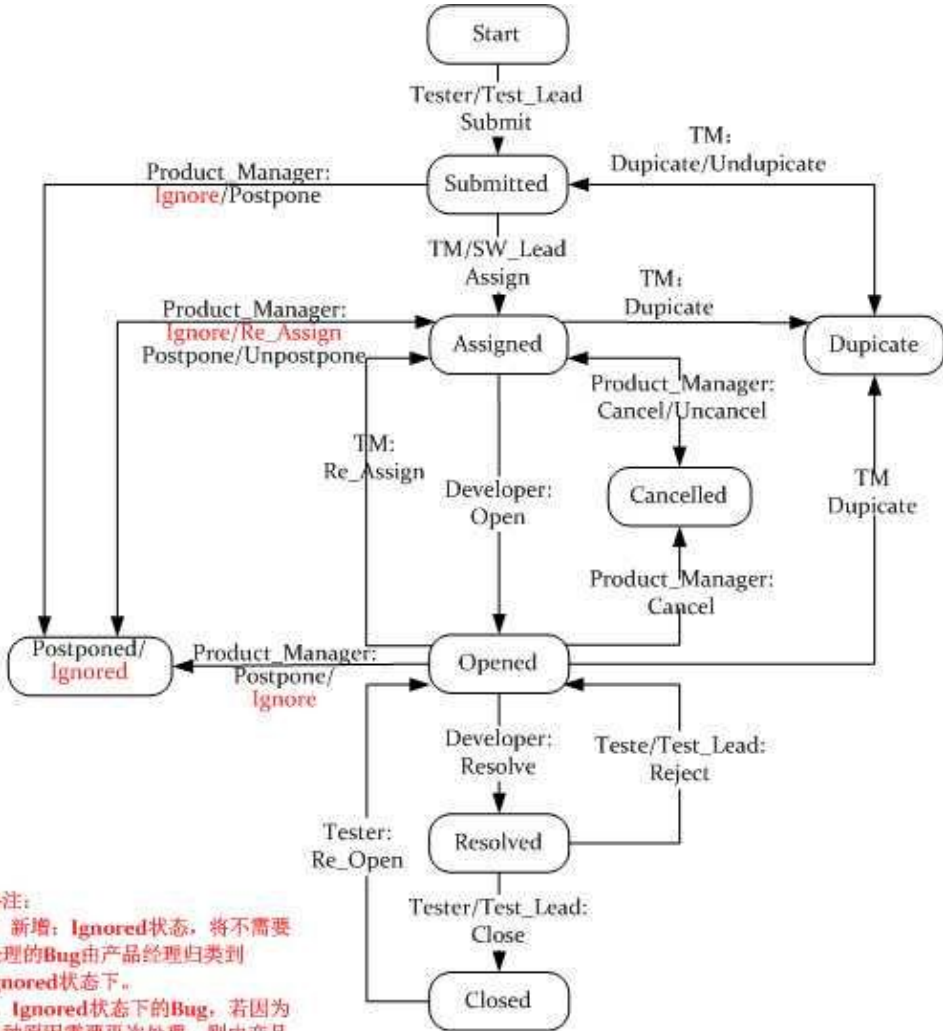 Start
Tester/Test_Lead
Submit
TM:
Dupicate/Undupicate
Product_Manager:
Ignore/Postpone
Submitted
TM/SW_Lead
Assign
TM:
Dupicate
Product_Manager:
Ignore/Re_Assign
Postpone/Unpostpone
Assigned
Dupicate
Product_Manager:
Cancel/Uncancel
TM:
Re_Assign
Developer:
Open
Cancelled
TM
Dupicate
Product_Manager:
Cancel
Postponed/
Ignored
Product_Manager:
Postpone/
Ignore
Opened
Developer:
Resolve
Teste/Test_Lead:
Reject
Tester:
Re_Open
Resolved
Tester/Test_Lead:
Close
Closed
注:
新增: Ignored状态，将不需要
理的Bug由产品经理归类到
nored状态下。
Ignored状态下的Bug，若因为